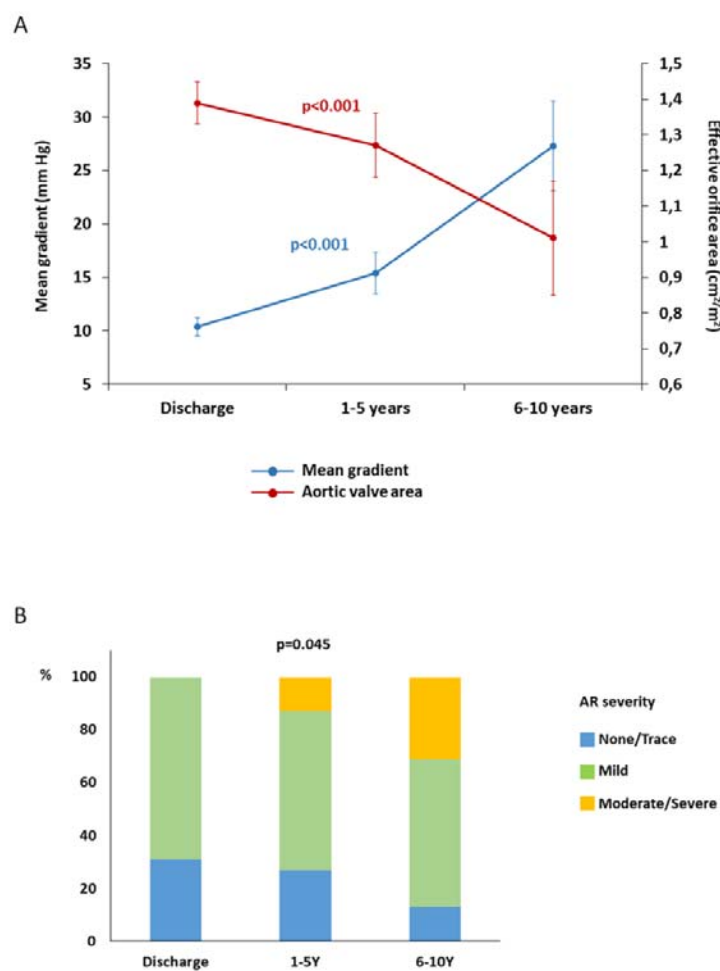 A
Mean gradient (mm Hg)
35
30
25
20
15
10
5
p<0.001
p<0.001
1,5
1,4
1,3
1,2
1,1
1
0,9
0,8
0,7
0,6
Effective orifice area (cm²/m²)
Discharge 1-5 years 6-10 years
Mean gradient
Aortic valve area
B
p=0.045
%
100
80
60
40
20
0
Discharge 1-5Y 6-10Y
AR severity
None/Trace
Mild
Moderate/Severe